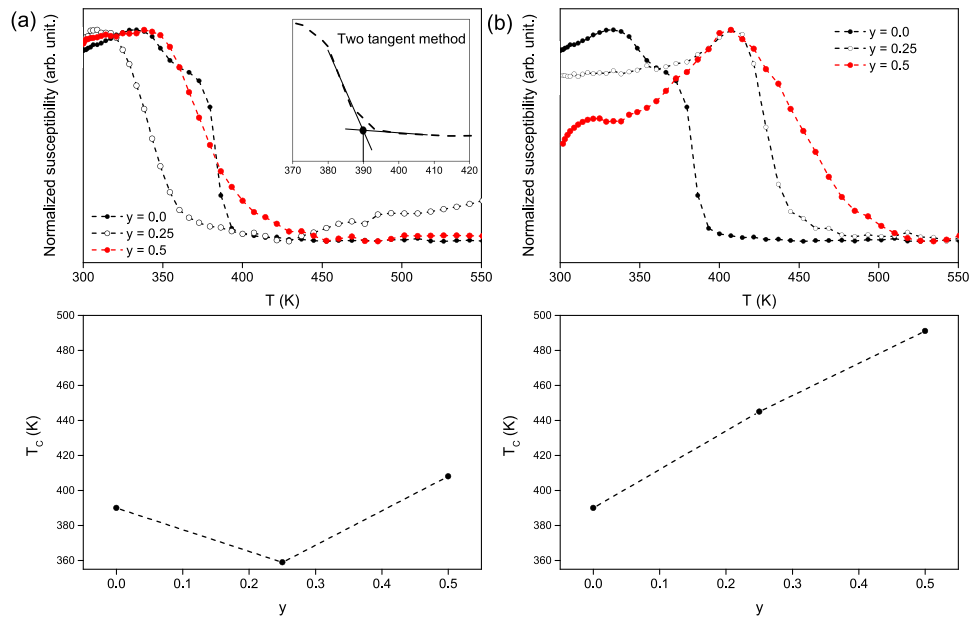 (a)
Normalized susceptibility (arb. unit.)
Two tangent method
370 380 390 400 410 420
y = 0.0
y = 0.25
y = 0.5
300 350 400 450 500 550
T (K)
(b)
Normalized susceptibility (arb. unit.)
y = 0.0
y = 0.25
y = 0.5
300 350 400 450 500 550
T (K)
500
480
460
440
420
400
380
360
T_C (K)
0.0 0.1 0.2 0.3 0.4 0.5
y
500
480
460
440
420
400
380
360
T_C (K)
0.0 0.1 0.2 0.3 0.4 0.5
y